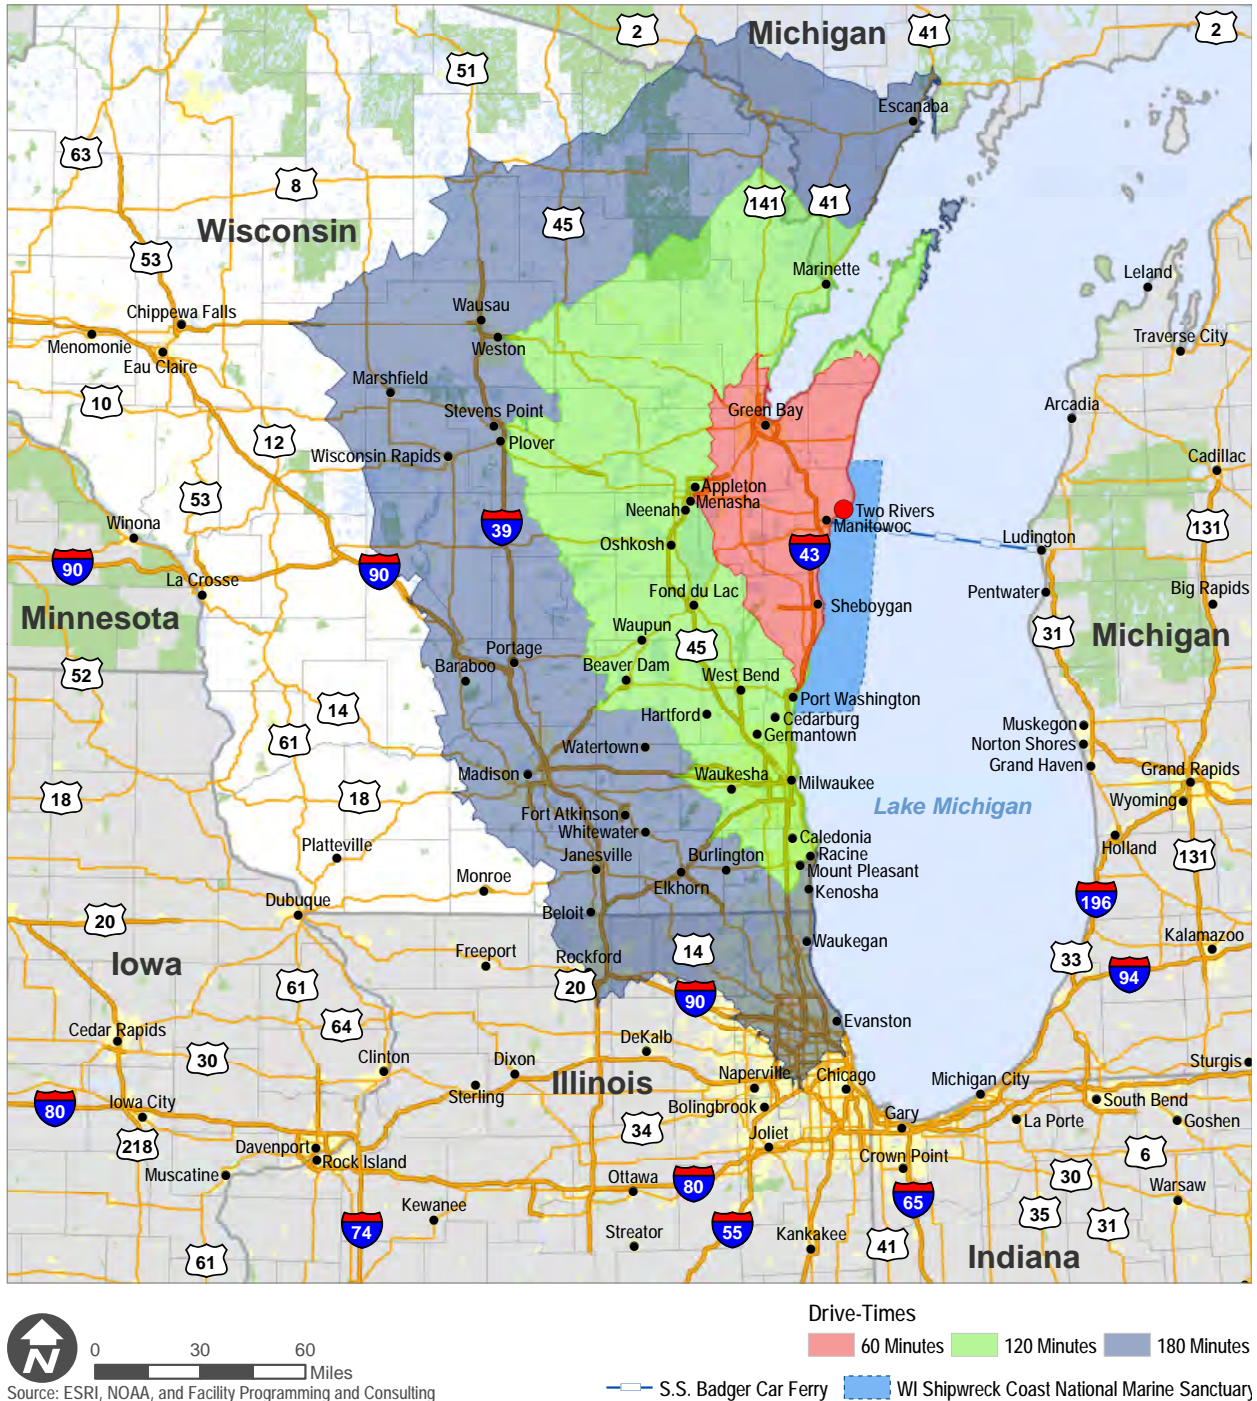 Michigan
2
41
2
51
Escanaba
63
8
141
41
45
Wisconsin
53
Marinette
Leland
Wausau
Chippewa Falls
Weston
Menomonie
Eau Claire
Traverse City
Marshfield
10
Stevens Point
Green Bay
Arcadia
12
Plover
Wisconsin Rapids
Cadillac
53
Appleton
Menasha
Neenah
Two Rivers
Manitowoc
Winona
39
131
Oshkosh
43
Ludington
90
La Crosse
90
Fond du Lac
Sheboygan
Pentwater
Big Rapids
Minnesota
Waupun
31
Michigan
45
Portage
Baraboo
Beaver Dam
52
West Bend
Port Washington
14
Hartford
Cedarburg
Germantown
Muskegon
61
Watertown
Norton Shores
Grand Haven
Madison
Waukesha
Milwaukee
Grand Rapids
18
18
Lake Michigan
Wyoming
Fort Atkinson
Whitewater
Caledonia
Holland
Platteville
Janesville
Burlington
Racine
Mount Pleasant
131
Monroe
Elkhorn
Kenosha
Dubuque
196
Beloit
20
Waukegan
Kalamazoo
Freeport
Rockford
14
33
Iowa
94
61
20
90
64
Evanston
Cedar Rapids
DeKalb
30
Clinton
Dixon
Sturgis
Illinois
Naperville
Chicago
Michigan City
80
Iowa City
Sterling
Bolingbrook
South Bend
Gary
La Porte
Goshen
218
34
Davenport
Joliet
Rock Island
Crown Point
6
Muscatine
Ottawa
80
30
Warsaw
65
Kewanee
35
31
74
55
Streator
Kankakee
41
61
Indiana
N
0 30 60
Miles
Source: ESRI, NOAA, and Facility Programming and Consulting
Drive-Times
60 Minutes 120 Minutes 180 Minutes
S.S. Badger Car Ferry WI Shipwreck Coast National Marine Sanctuary